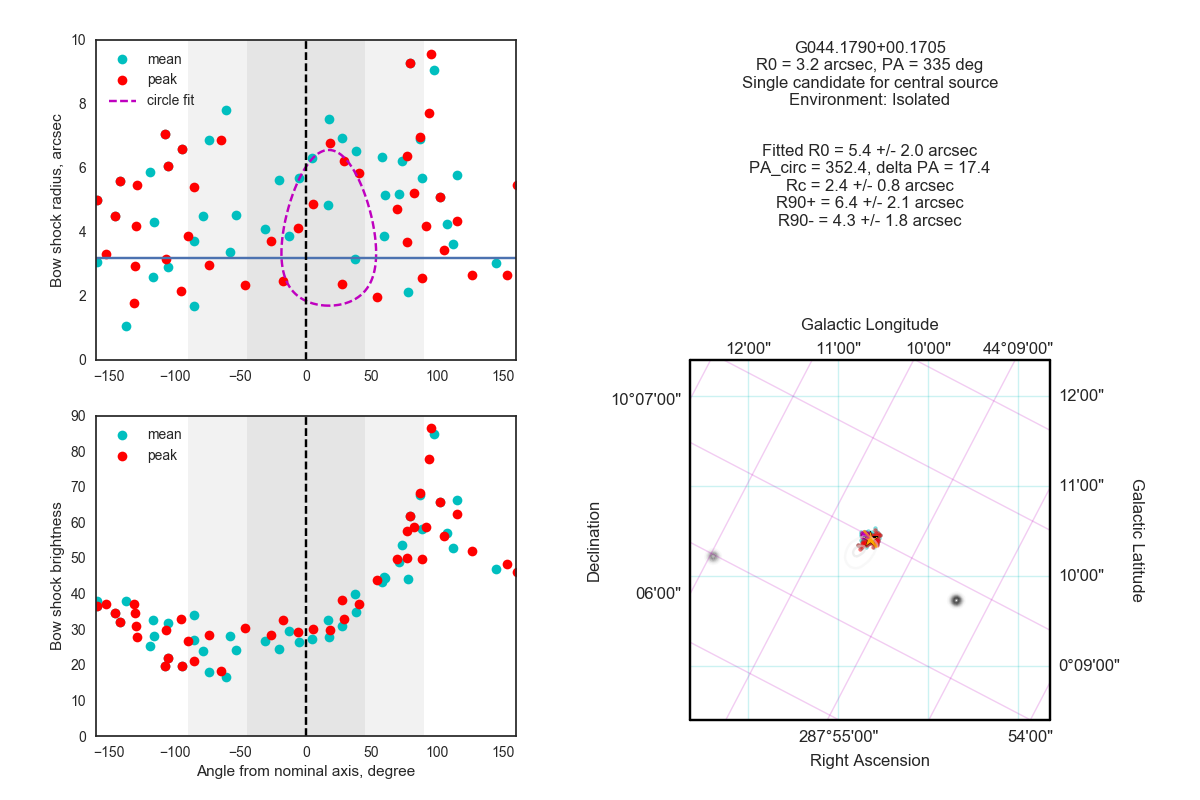 10
8
6
4
2
0
Bow shock radius, arcsec
mean
peak
circle fit
−150
−100
−50
0
50
100
150
90
80
70
60
50
40
30
20
10
0
Bow shock brightness
mean
peak
−150
−100
−50
0
50
100
150
Angle from nominal axis, degree
G044.1790+00.1705
R0 = 3.2 arcsec, PA = 335 deg
Single candidate for central source
Environment: Isolated
Fitted R0 = 5.4 +/- 2.0 arcsec
PA_circ = 352.4, delta PA = 17.4
Rc = 2.4 +/- 0.8 arcsec
R90+ = 6.4 +/- 2.1 arcsec
R90- = 4.3 +/- 1.8 arcsec
Galactic Longitude
12'00"
11'00"
10'00"
44°09'00"
10°07'00"
06'00"
Declination
12'00"
11'00"
10'00"
0°09'00"
Galactic Latitude
287°55'00"
54'00"
Right Ascension